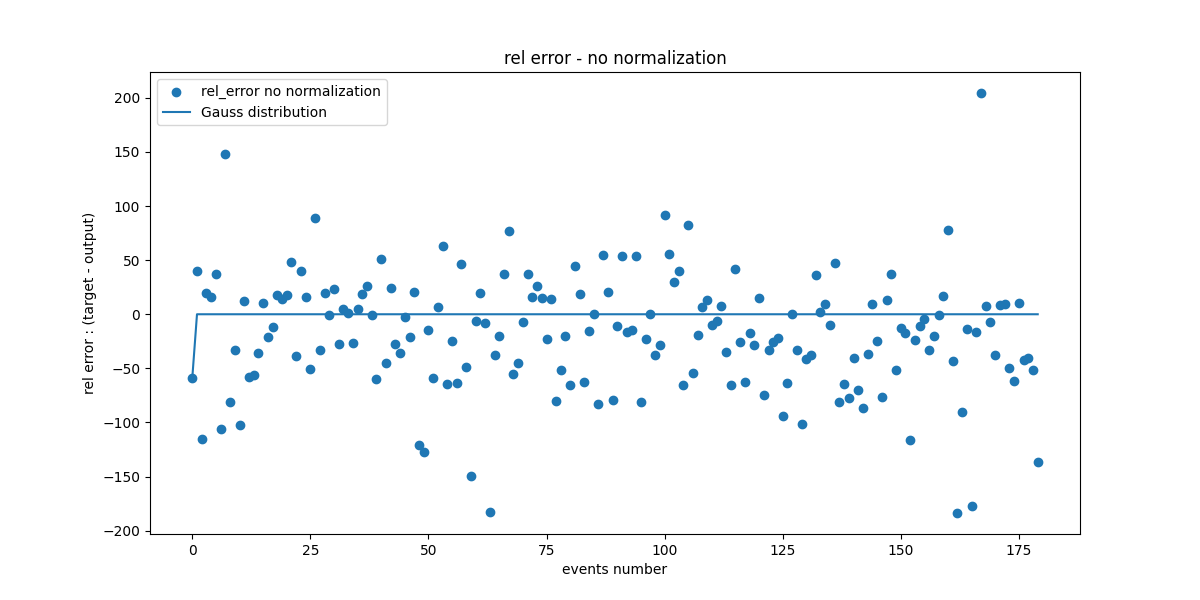 rel error - no normalization
rel_error no normalization
Gauss distribution
rel error : (tarrget - output)
200
150
100
50
0
−50
−100
−150
−200
0 25 50 75 100 125 150 175
events number